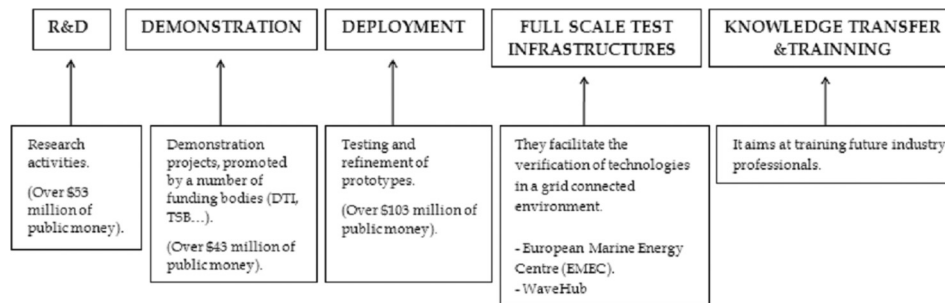 R&D
DEMONSTRATION
DEPLOYMENT
FULL SCALE TEST
INFRASTRUCTURES
KNOWLEDGE TRANSFER
&TRAINNING
Research
activities.
(Over $53
million of
public money).
Demonstration
projects, promoted
by a number of
funding bodies (DTI,
TSB…).
(Over $43 million of
public money).
Testing and
refinement of
prototypes.
(Over $103 million of
public money).
They facilitate the
verification of technologies
in a grid connected
environment.
- European Marine Energy
Centre (EMEC).
- WaveHub
It aims at training future industry
professionals.